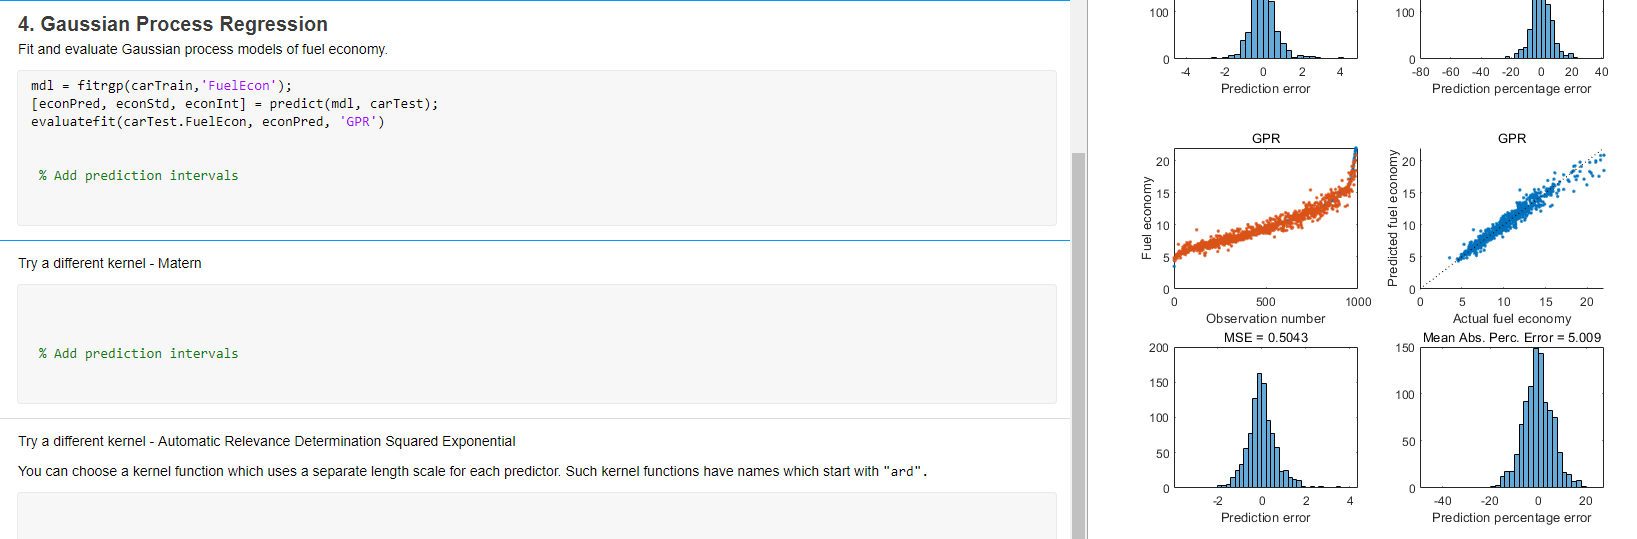 4. Gaussian Process Regression
Fit and evaluate Gaussian process models of fuel economy.
mdl = fitrgp(carTrain,'FuelEcon');
[econPred, econStd, econInt] = predict(mdl, carTest);
evaluatefit(carTest.FuelEcon, econPred, 'GPR')
% Add prediction intervals
Try a different kernel - Matern
% Add prediction intervals
Try a different kernel - Automatic Relevance Determination Squared Exponential
You can choose a kernel function which uses a separate length scale for each predictor. Such kernel functions have names which start with "ard".
100
0
-4 -2 0 2 4
Prediction error
100
0
-80 -60 -40 -20 0 20 40
Prediction percentage error
GPR
Fuel economy
20
15
10
5
0
0 500 1000
Observation number
GPR
Predicted fuel economy
20
15
10
5
0
0 5 10 15 20
Actual fuel economy
MSE = 0.5043
200
150
100
50
0
-2 0 2 4
Prediction error
Mean Abs. Perc. Error = 5.009
150
100
50
0
-40 -20 0 20
Prediction percentage error